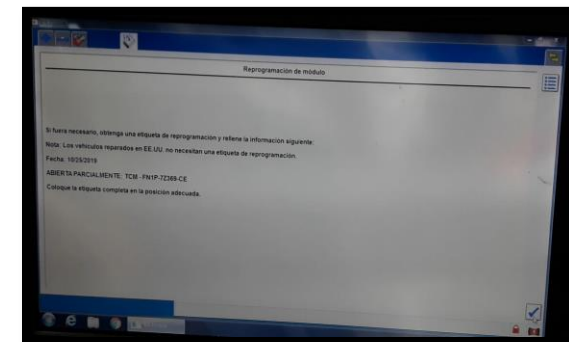 Reprogramación de módulo
Si fuera necesario, obtenga una etiqueta de reprogramación y rellene la información siguiente:
Nota: Los vehículos reparados en EE.UU. no necesitan una etiqueta de reprogramación.
Fecha: 10/25/2019
ABIERTA PARCIALMENTE: TCM - FN1P-7Z369-CE
Coloque la etiqueta completa en la posición adecuada.